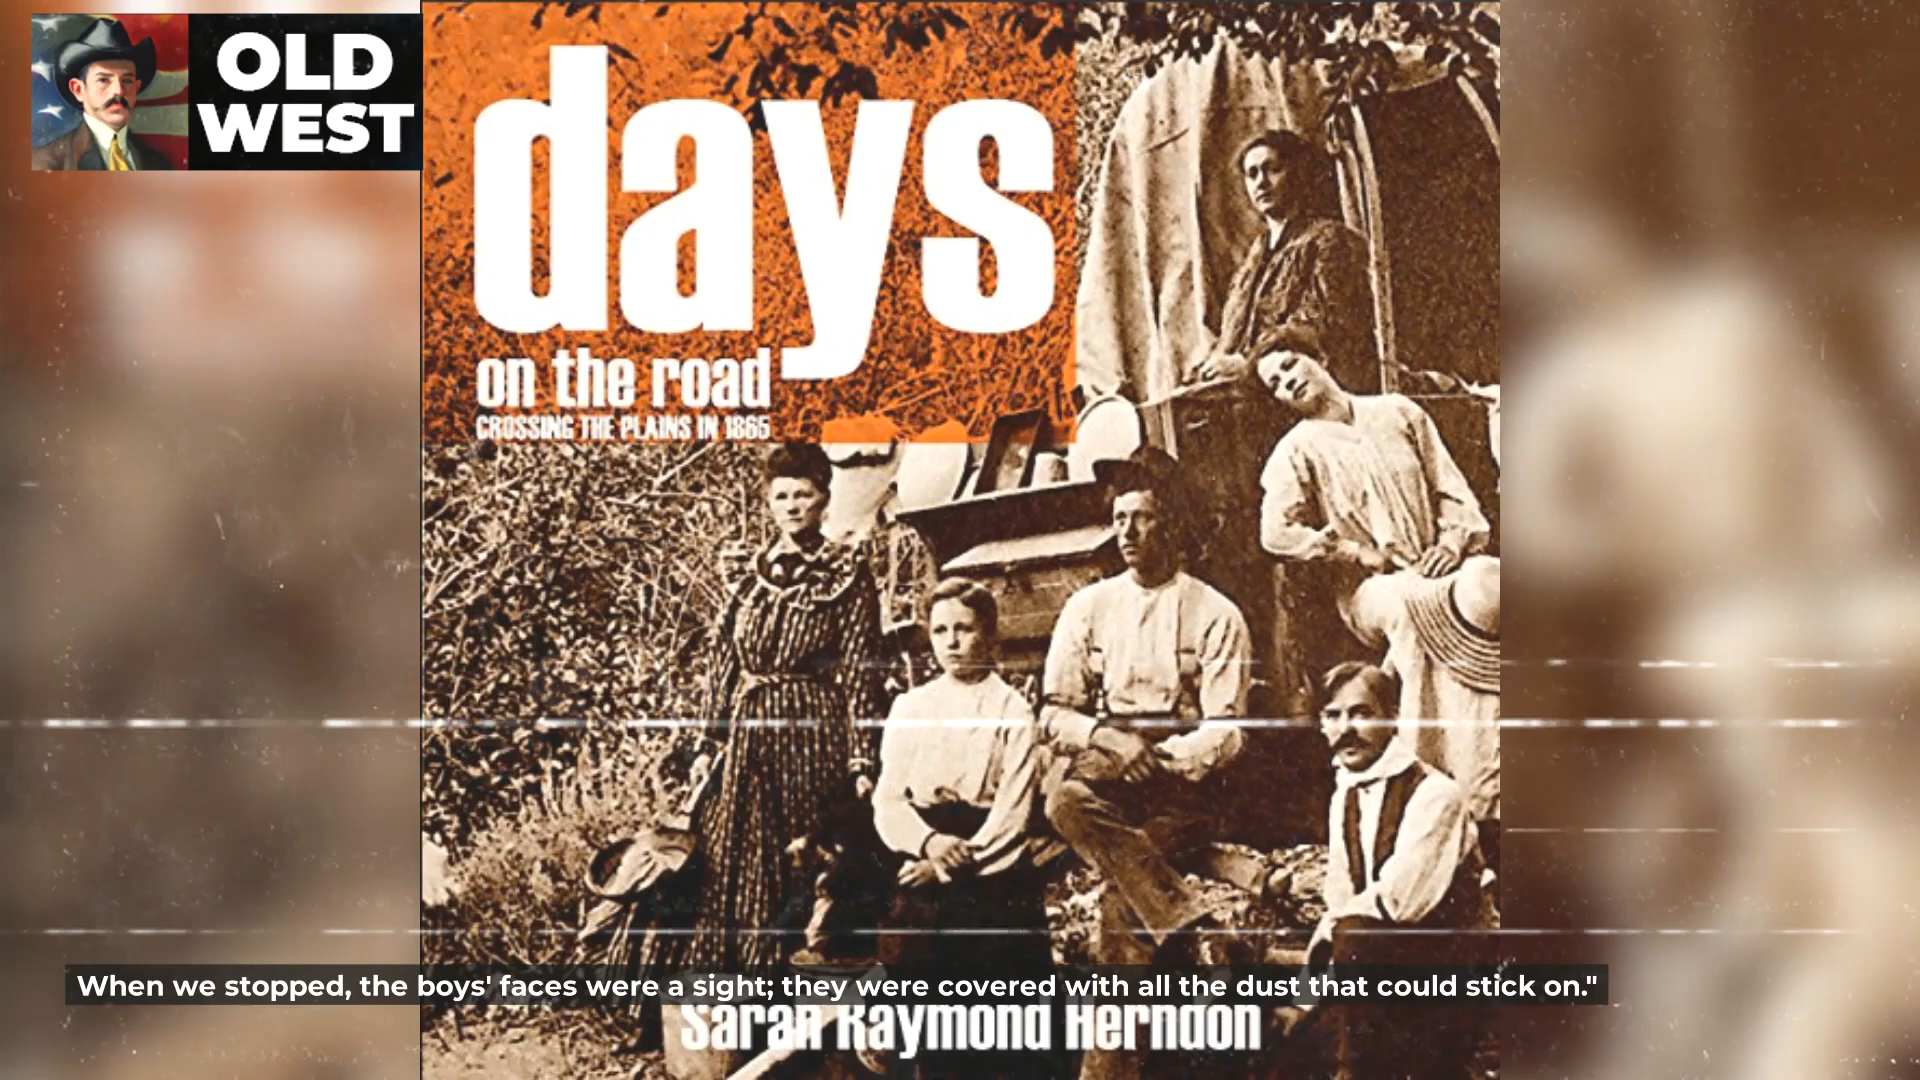 OLD
WEST
days
on the road
CROSSING THE PLAINS IN 1865
When we stopped, the boys' faces were a sight; they were covered with all the dust that could stick on."
Sarah Raymond Herndon